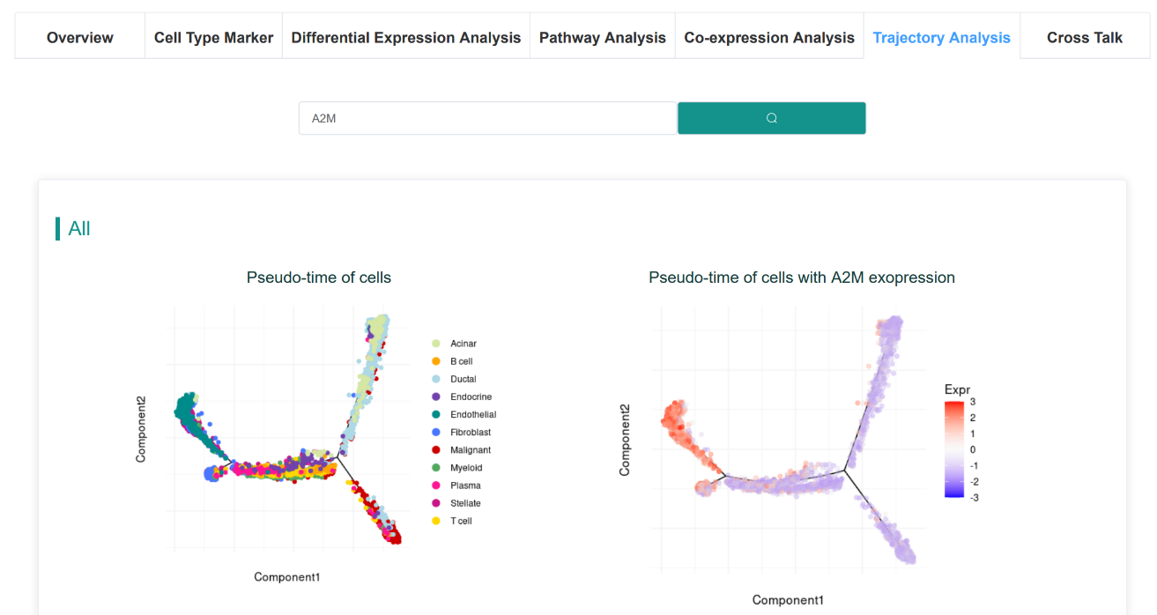 Overview Cell Type Marker Differential Expression Analysis Pathway Analysis Co-expression Analysis Trajectory Analysis Cross Talk
A2M
All
Pseudo-time of cells
Component2
Component1
Acinar
B cell
Ductal
Endocrine
Endothelial
Fibroblast
Malignant
Myeloid
Plasma
Stellate
T cell
Pseudo-time of cells with A2M exopression
Component2
Component1
Expr
3
2
1
0
-1
-2
-3